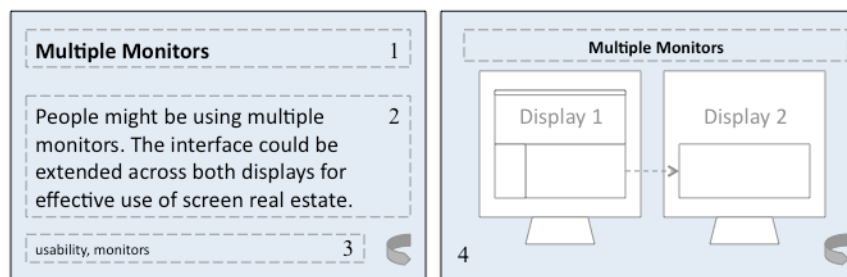 Multiple Monitors 1
People might be using multiple 2
monitors. The interface could be
extended across both displays for
effective use of screen real estate.
usability, monitors 3
Multiple Monitors
Display 1 Display 2
4